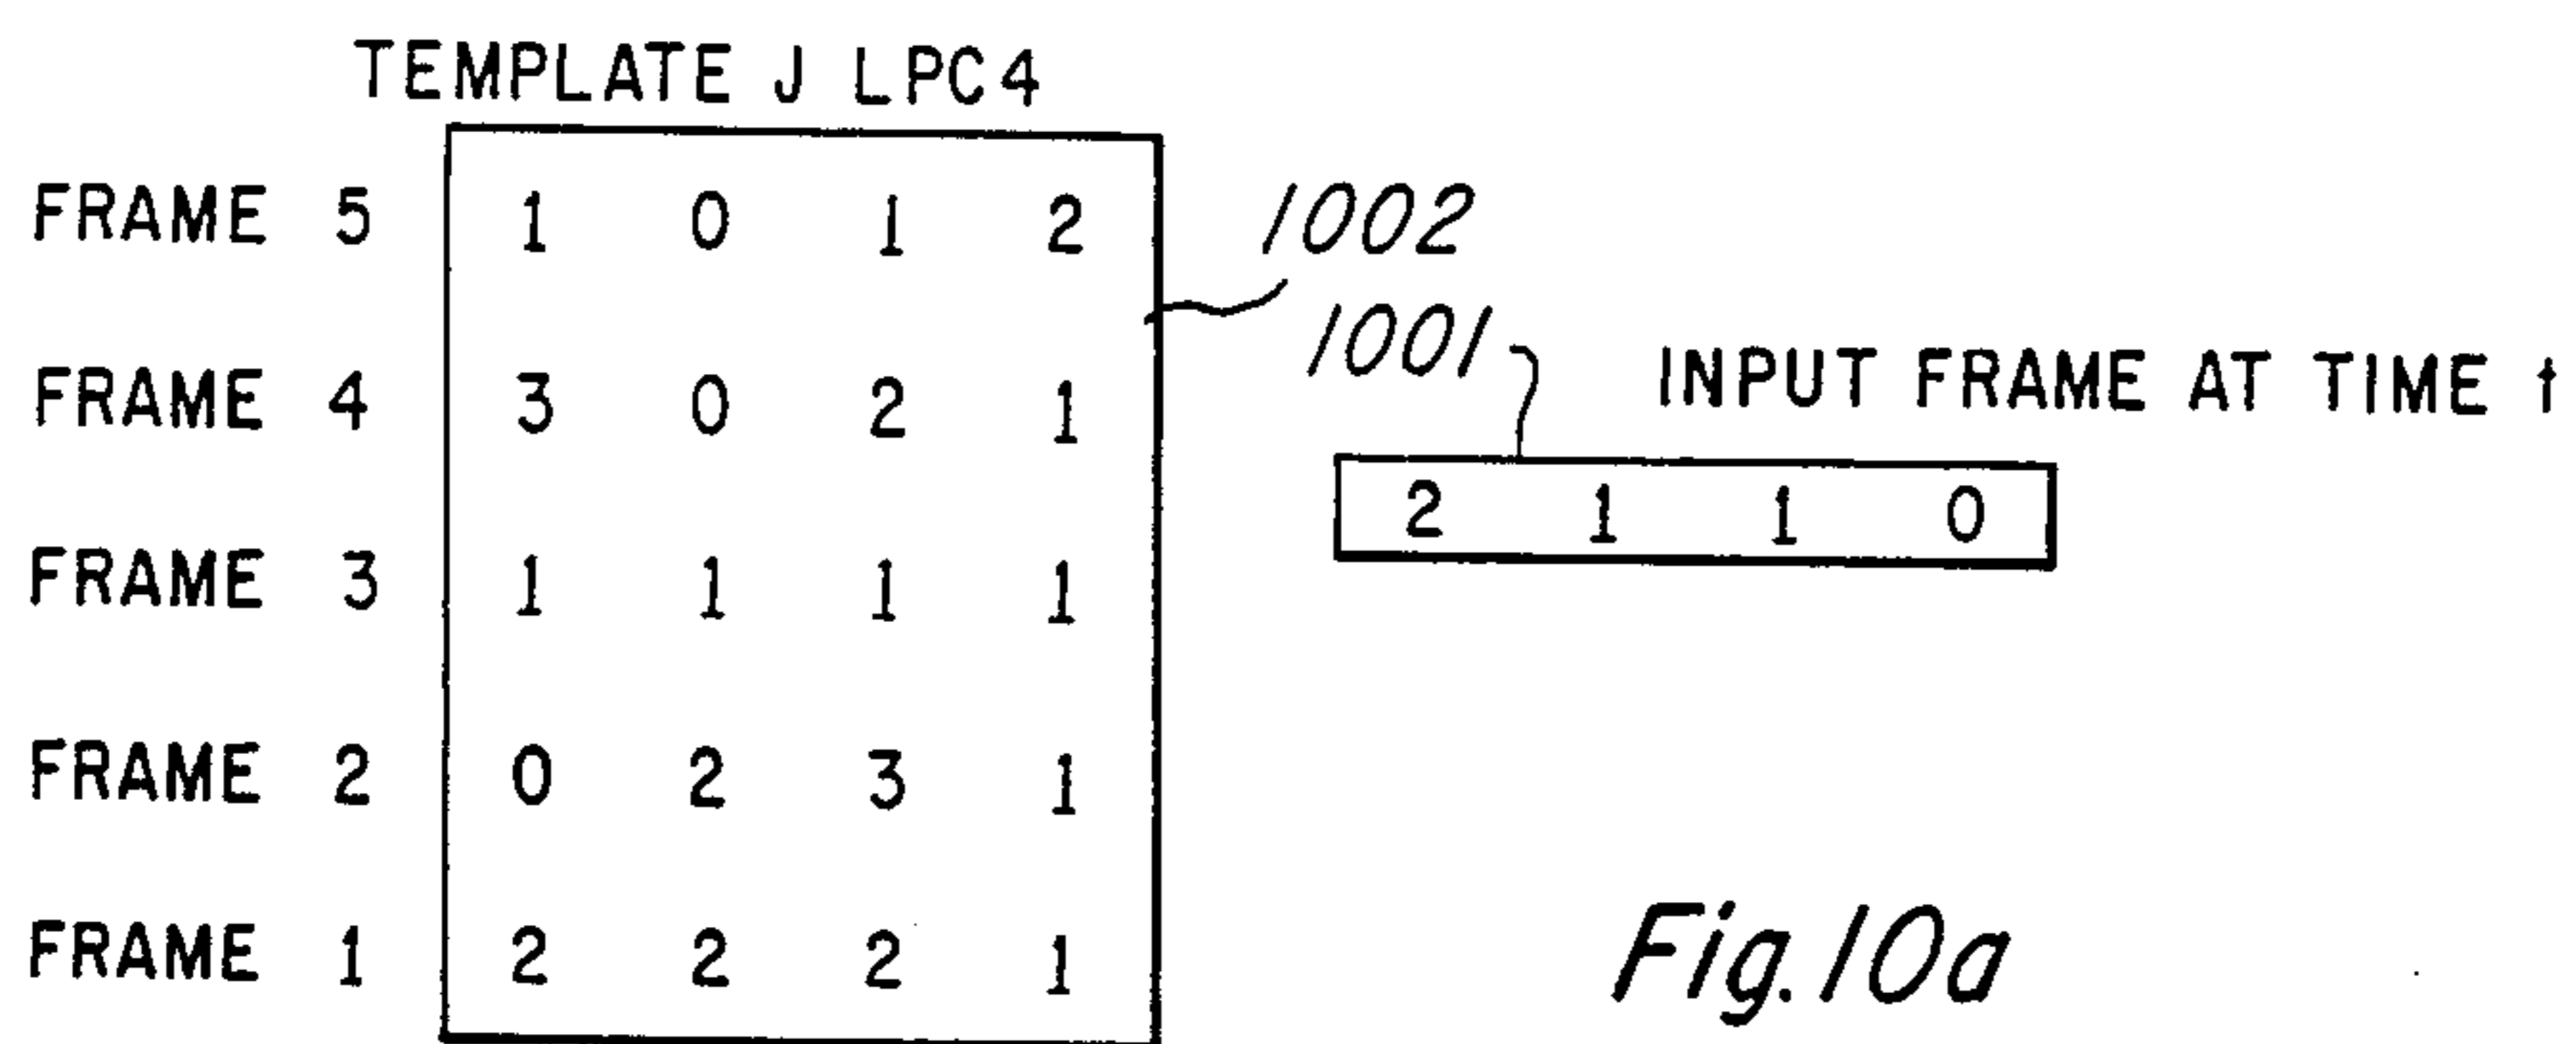 TEMPLATE J LPC4
FRAME 5 1 0 1 2
1002
FRAME 4 3 0 2 1
1001 INPUT FRAME AT TIME t
2 1 1 0
FRAME 3 1 1 1 1
FRAME 2 0 2 3 1
FRAME 1 2 2 2 1
Fig. 10a